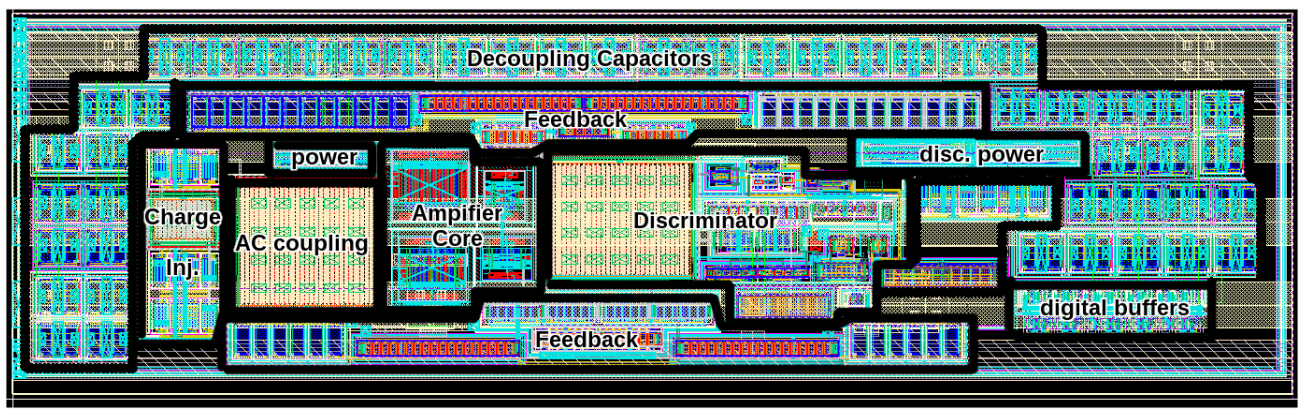 Decoupling Capacitors
Feedback
power
disc. power
Charge
Inj.
AC coupling
Ampifier
Core
Discriminator
digital buffers
Feedback